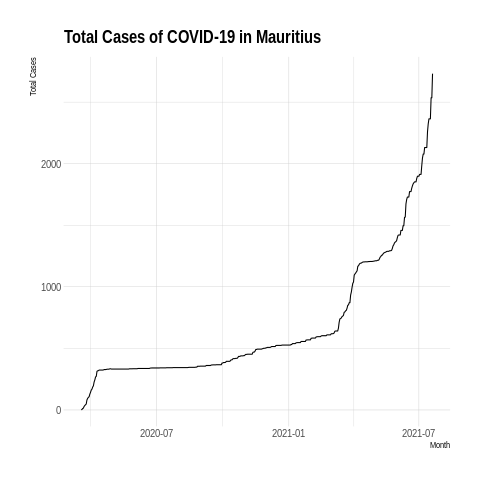 Total Cases of COVID-19 in Mauritius
Total Cases
2000
1000
0
2020-07
2021-01
2021-07
Month